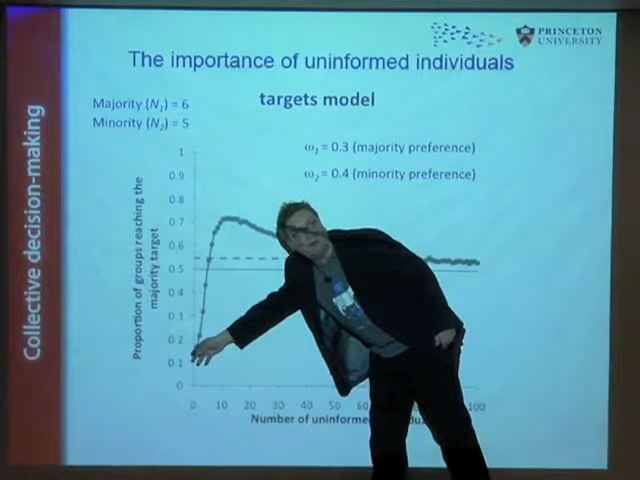 PRINCETON
UNIVERSITY
The importance of uninformed individuals
targets model
Majority (N₁) = 6
Minority (N₂) = 5
ω₁ = 0.3 (majority preference)
ω₂ = 0.4 (minority preference)
Collective decision-making
Proportion of groups reaching the
majority target
1
0.9
0.8
0.7
0.6
0.5
0.4
0.3
0.2
0.1
0
0 10 20 30 40 50 60 100
Number of uninforme